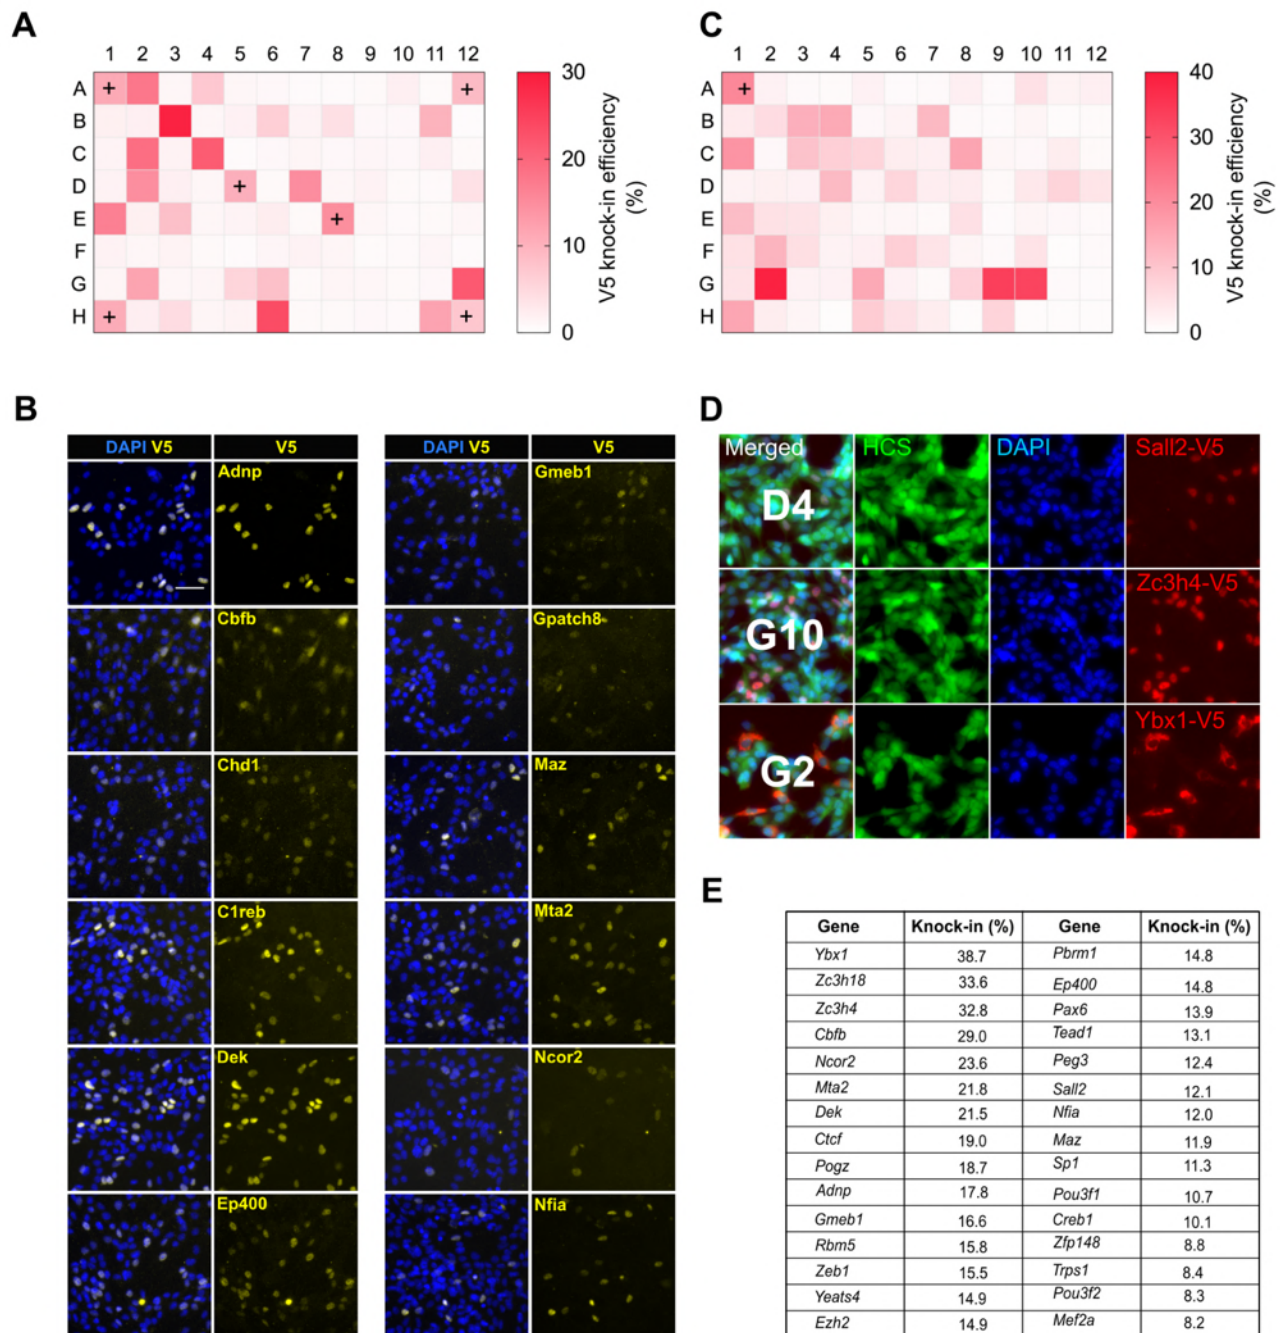 A
1 2 3 4 5 6 7 8 9 10 11 12
A
B
C
D
E
F
G
H
+ +
+
+
+ +
30
20
10
0
V5 knock-in efficiency
(%)
C
1 2 3 4 5 6 7 8 9 10 11 12
A
B
C
D
E
F
G
H
+
40
30
20
10
0
V5 knock-in efficiency
(%)
B
DAPI V5 V5 DAPI V5 V5
Adnp Gmeb1
Cbfb Gpatch8
Chd1 Maz
C1reb Mta2
Dek Ncor2
Ep400 Nfia
D
Merged HCS DAPI Sall2-V5
D4
Zc3h4-V5
G10
Ybx1-V5
G2
E
Gene Knock-in (%) Gene Knock-in (%)
Ybx1 38.7 Pbrm1 14.8
Zc3h18 33.6 Ep400 14.8
Zc3h4 32.8 Pax6 13.9
Cbfb 29.0 Tead1 13.1
Ncor2 23.6 Peg3 12.4
Mta2 21.8 Sall2 12.1
Dek 21.5 Nfia 12.0
Ctcf 19.0 Maz 11.9
Pogz 18.7 Sp1 11.3
Adnp 17.8 Pou3f1 10.7
Gmeb1 16.6 Creb1 10.1
Rbm5 15.8 Zfp148 8.8
Zeb1 15.5 Trps1 8.4
Yeats4 14.9 Pou3f2 8.3
Ezh2 14.9 Mef2a 8.2